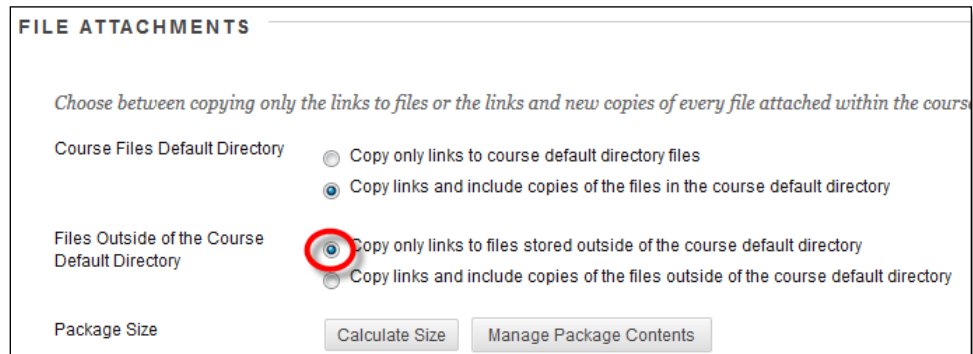 FILE ATTACHMENTS
Choose between copying only the links to files or the links and new copies of every file attached within the cours
Course Files Default Directory
Copy only links to course default directory files
Copy links and include copies of the files in the course default directory
Files Outside of the Course
Default Directory
Copy only links to files stored outside of the course default directory
Copy links and include copies of the files outside of the course default directory
Package Size
Calculate Size
Manage Package Contents